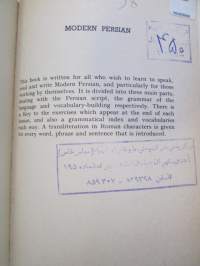 MODERN PERSIAN
This book is written for all who wish to learn to speak,
read and write Modern Persian, and particularly for those
working by themselves. It is divided into three main parts,
dealing with the Persian script, the grammar of the
language and vocabulary-building respectively. There is
a Key to the exercises which appear at the end of each
lesson, and also a grammatical index and vocabularies
each way. A transliteration in Roman characters is given
for every word, phrase and sentence that is introduced.
۸۵۹۳۰۷ - ۸۲۹۳۹۸